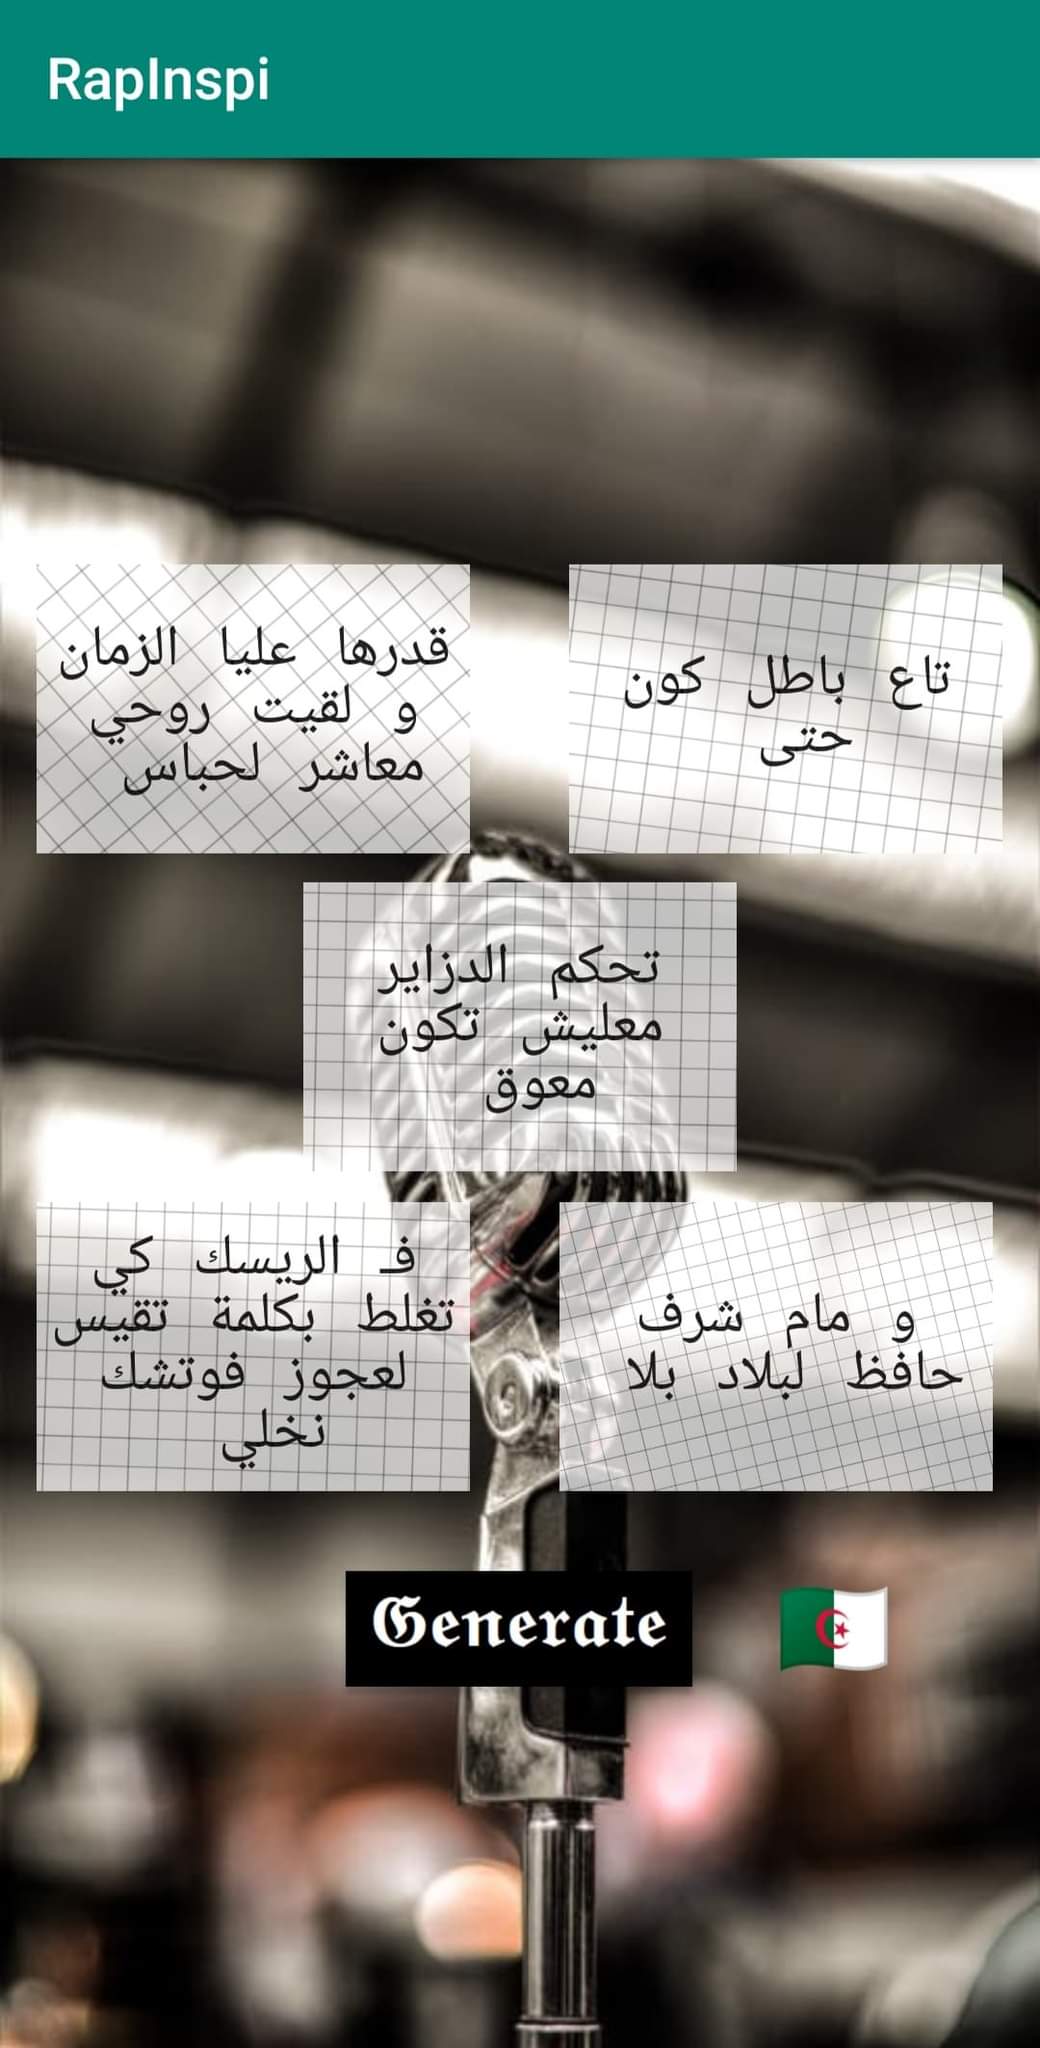 RapInspi
قدرها عليا الزمان
و لقيت روحي
معاشر لحباس
تاع باطل كون
حتى
تحكم الدزاير
معليش تكون
معوق
فـ الريسك كي
تغلط بكلمة تقيس
لعجوز فوتشك
نخلي
و مام شرف
حافظ لبلاد بلا
Generate